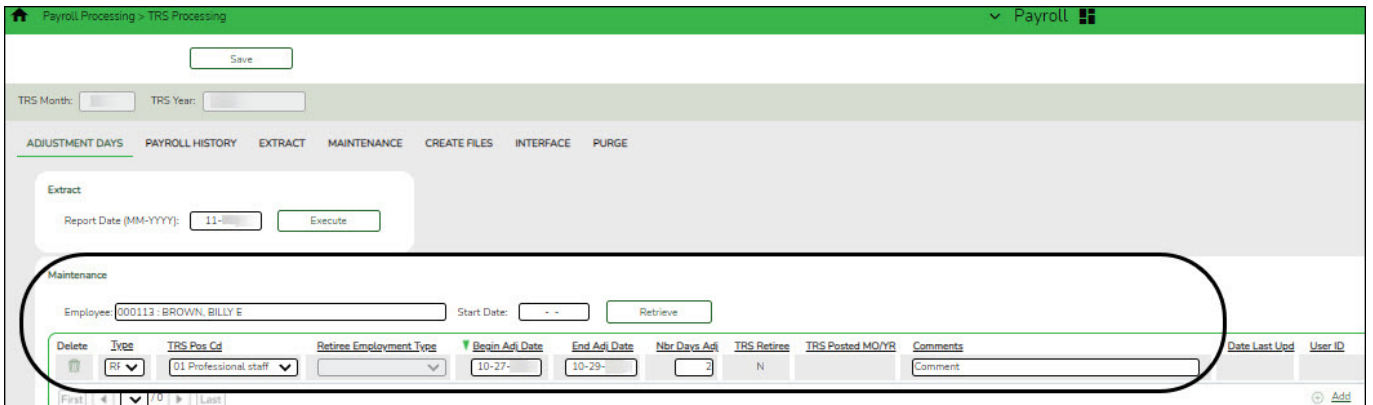 Payroll Processing > TRS Processing Payroll
Save
TRS Month: TRS Year:
ADJUSTMENT DAYS PAYROLL HISTORY EXTRACT MAINTENANCE CREATE FILES INTERFACE PURGE
Extract
Report Date (MM-YYYY): 11- Execute
Maintenance
Employee: 000113 : BROWN, BILLY E Start Date: - - Retrieve
Delete Type TRS Pos Cd Retiree Employment Type Begin Adj Date End Adj Date Nbr Days Adj TRS Retiree TRS Posted MO/YR Comments Date Last Upd User ID
01 Professional staff 10-27- 10-29- 2 N Comment
First /0 Last Add